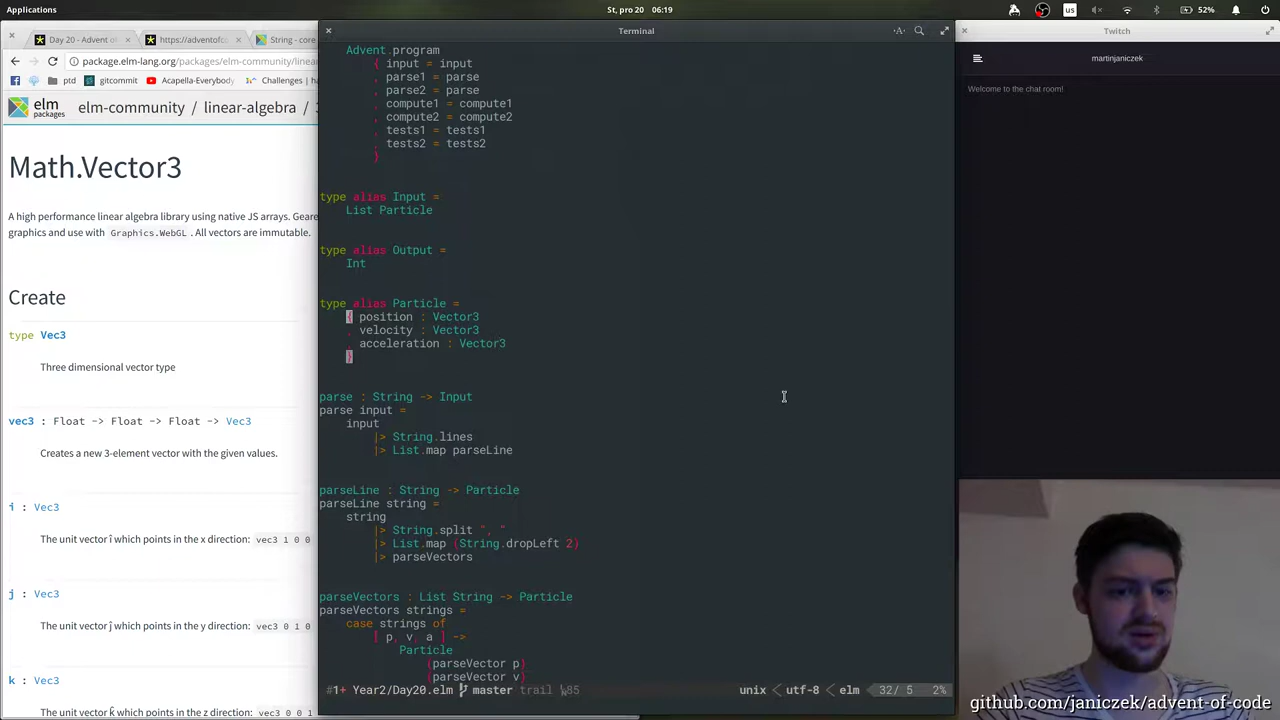 Applications
St, pro 20 06:19
us
52%
Day 20 - Advent o
https://adventofc
String - core
package.elm-lang.org/packages/elm-community/linea
ptd
gitcommit
Acapella-Everybody
Challenges | ha
elm packages
elm-community / linear-algebra /
Math.Vector3
A high performance linear algebra library using native JS arrays. Geare
graphics and use with Graphics.WebGL . All vectors are immutable.
Create
type Vec3
Three dimensional vector type
vec3 : Float -> Float -> Float -> Vec3
Creates a new 3-element vector with the given values.
i : Vec3
The unit vector î which points in the x direction: vec3 1 0 0
j : Vec3
The unit vector ĵ which points in the y direction: vec3 0 1 0
k : Vec3
The unit vector k̂ which points in the z direction: vec3 0 0 1
Terminal
Advent.program
{ input = input
, parse1 = parse
, parse2 = parse
, compute1 = compute1
, compute2 = compute2
, tests1 = tests1
, tests2 = tests2
}
type alias Input =
List Particle
type alias Output =
Int
type alias Particle =
{ position : Vector3
, velocity : Vector3
, acceleration : Vector3
}
parse : String -> Input
parse input =
input
|> String.lines
|> List.map parseLine
parseLine : String -> Particle
parseLine string =
string
|> String.split ", "
|> List.map (String.dropLeft 2)
|> parseVectors
parseVectors : List String -> Particle
parseVectors strings =
case strings of
[ p, v, a ] ->
Particle
(parseVector p)
(parseVector v)
#1+ Year2/Day20.elm master trail
unix < utf-8 < elm 32/ 5 2%
Twitch
martinjaniczek
Welcome to the chat room!
github.com/janiczek/advent-of-code